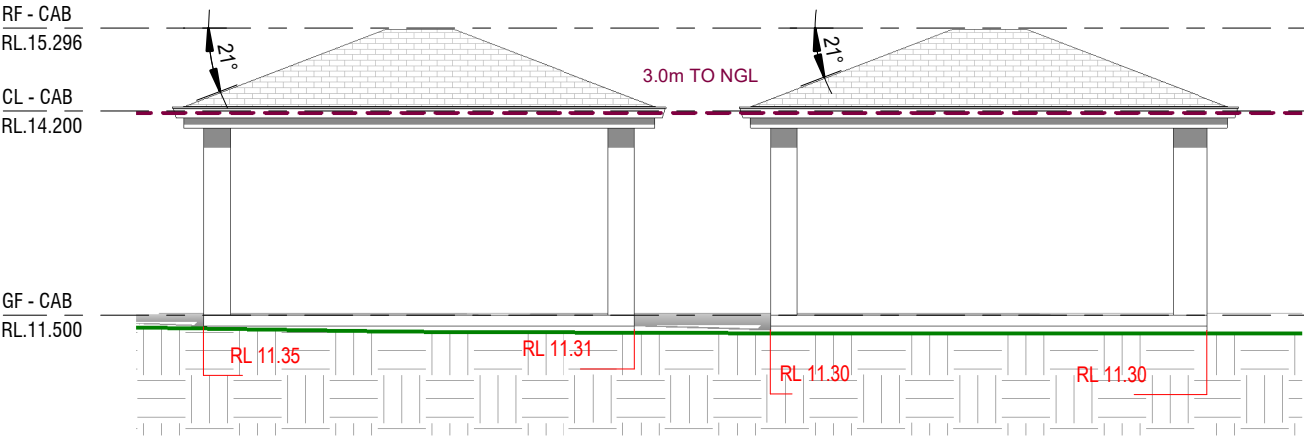 RF - CAB
RL.15.296
21°
21°
3.0m TO NGL
CL - CAB
RL.14.200
GF - CAB
RL.11.500
RL 11.35
RL 11.31
RL 11.30
RL 11.30